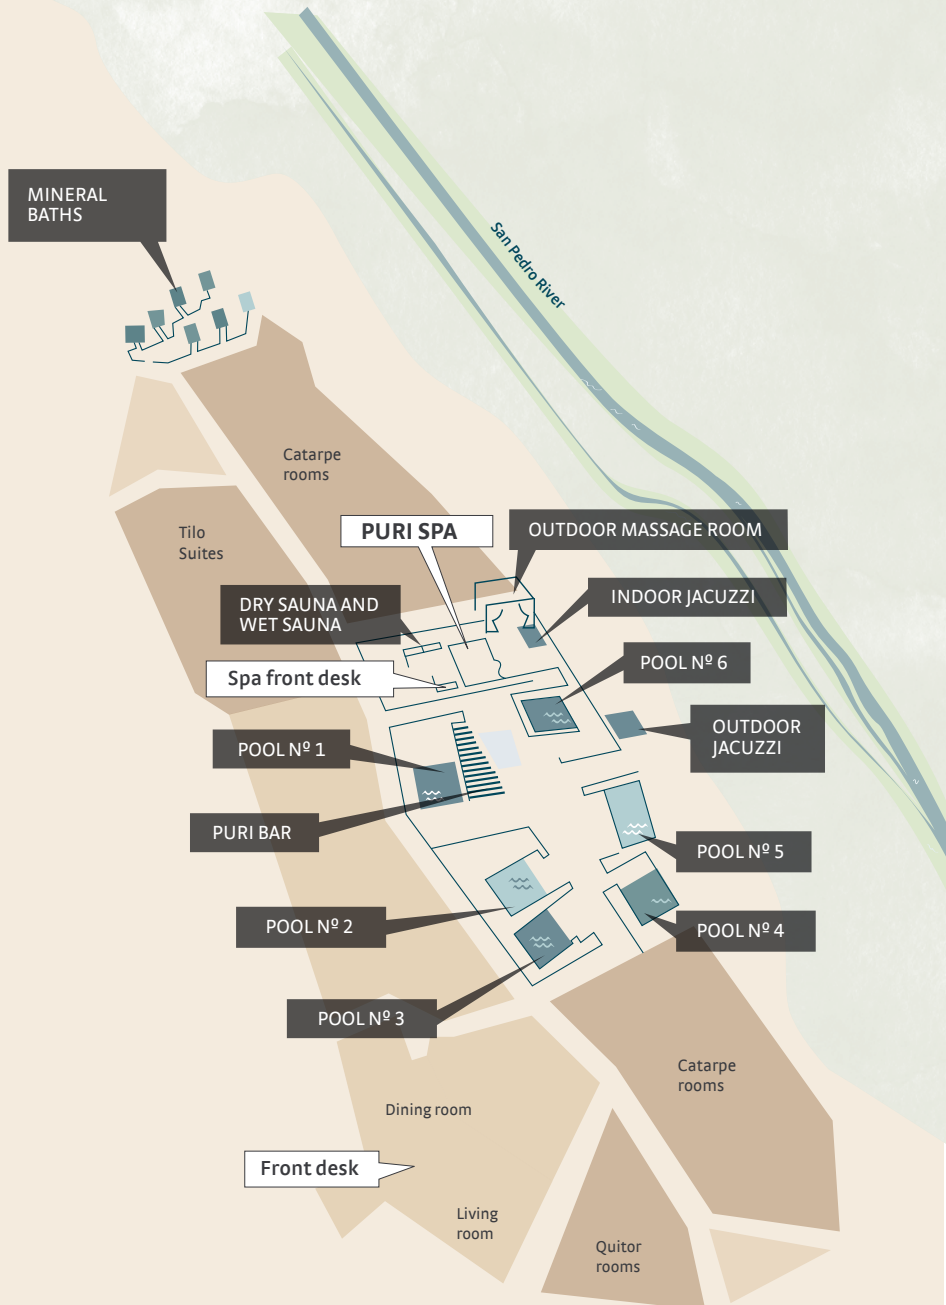 MINERAL
BATHS
San Pedro River
Catarpe
rooms
Tilo
Suites
PURI SPA
OUTDOOR MASSAGE ROOM
DRY SAUNA AND
WET SAUNA
INDOOR JACUZZI
POOL Nº 6
Spa front desk
OUTDOOR
JACUZZI
POOL Nº 1
PURI BAR
POOL Nº 5
POOL Nº 2
POOL Nº 4
POOL Nº 3
Catarpe
rooms
Dining room
Front desk
Living
room
Quitor
rooms